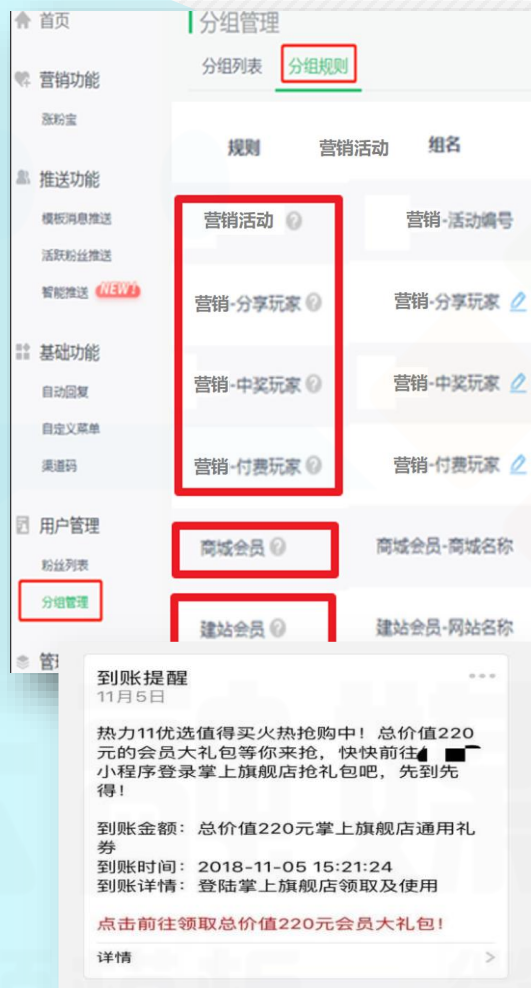 首页
营销功能
涨粉宝
推送功能
模板消息推送
活跃粉丝推送
智能推送 NEW!
基础功能
自动回复
自定义菜单
渠道码
用户管理
粉丝列表
分组管理
分组管理
分组列表 分组规则
规则 营销活动 组名
营销活动 营销-活动编号
营销-分享玩家 营销-分享玩家
营销-中奖玩家 营销-中奖玩家
营销-付费玩家 营销-付费玩家
商城会员 商城会员-商城名称
建站会员 建站会员-网站名称
到账提醒
11月5日
热力11优选值得买火热抢购中！总价值220
元的会员大礼包等你来抢，快快前往
小程序登录掌上旗舰店抢礼包吧，先到先
得！
到账金额：总价值220元掌上旗舰店通用礼
券
到账时间：2018-11-05 15:21:24
到账详情：登陆掌上旗舰店领取及使用
点击前往领取总价值220元会员大礼包！
详情